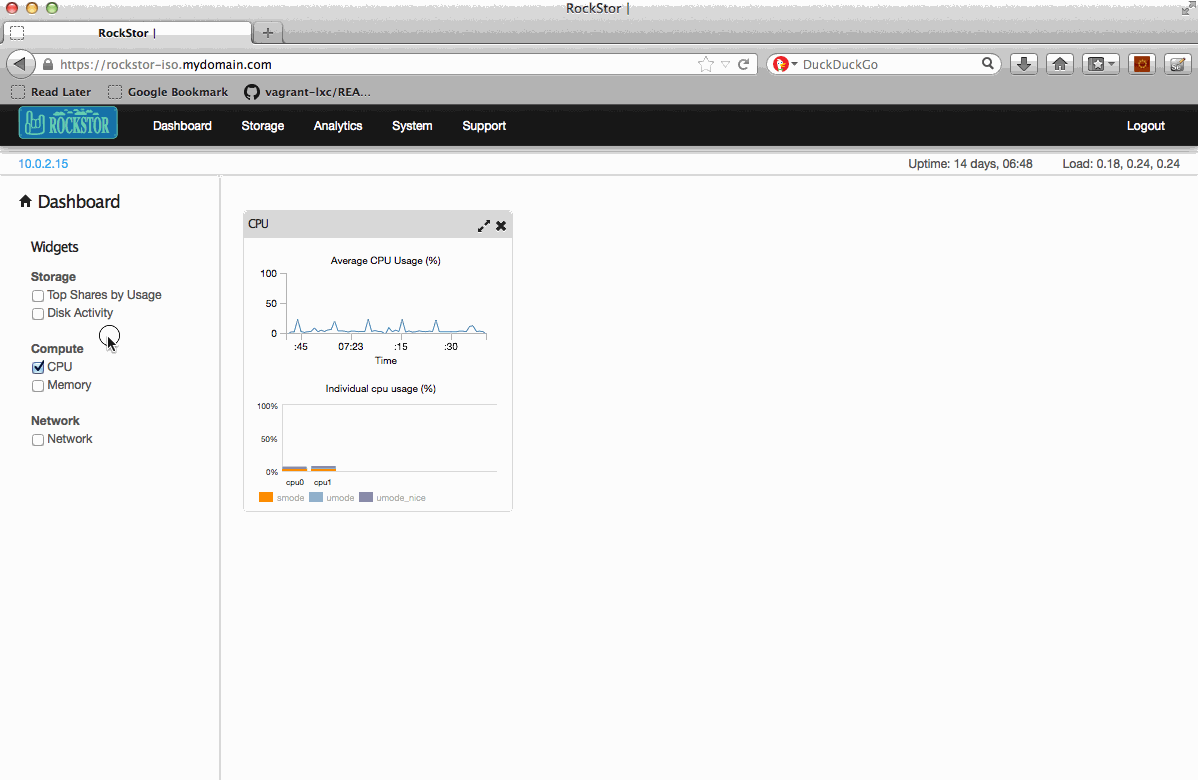 RockStor |
RockStor |
https://rockstor-iso.mydomain.com
DuckDuckGo
Read Later
Google Bookmark
vagrant-lxc/REA...
ROCKSTOR
Dashboard
Storage
Analytics
System
Support
Logout
10.0.2.15
Uptime: 14 days, 06:48
Load: 0.18, 0.24, 0.24
Dashboard
Widgets
Storage
Top Shares by Usage
Disk Activity
Compute
CPU
Memory
Network
Network
CPU
Average CPU Usage (%)
100
50
0
:45 07:23 :15 :30
Time
Individual cpu usage (%)
100%
50%
0%
cpu0 cpu1
smode umode umode_nice